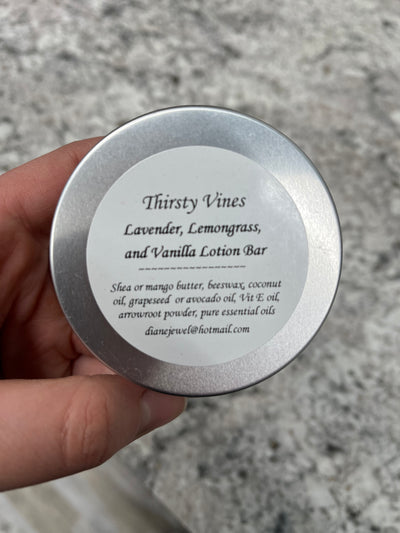 Thirsty Vines
Lavender, Lemongrass,
and Vanilla Lotion Bar
~~~~~~~~~~~~~~~~~~
Shea or mango butter, beeswax, coconut
oil, grapeseed or avocado oil, Vit E oil,
arrowroot powder, pure essential oils
dianejewel@hotmail.com